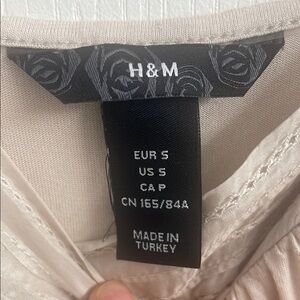 H&M
EUR S
US S
CA P
CN 165/84A
MADE IN
TURKEY